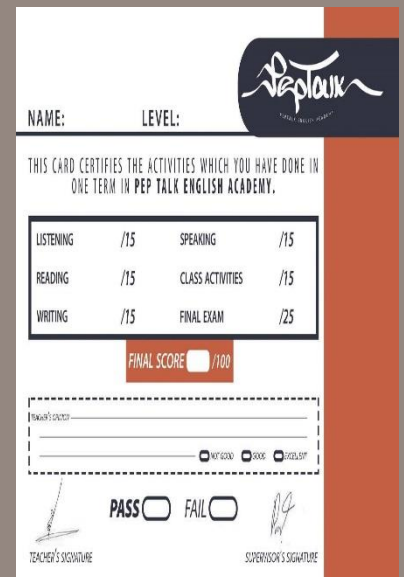 PepTalk
NAME: LEVEL:
THIS CARD CERTIFIES THE ACTIVITIES WHICH YOU HAVE DONE IN
ONE TERM IN PEP TALK ENGLISH ACADEMY.
LISTENING /15 SPEAKING /15
READING /15 CLASS ACTIVITIES /15
WRITING /15 FINAL EXAM /25
FINAL SCORE /100
NOT GOOD GOOD EXCELLENT
PASS FAIL
TEACHER'S SIGNATURE SUPERVISOR'S SIGNATURE